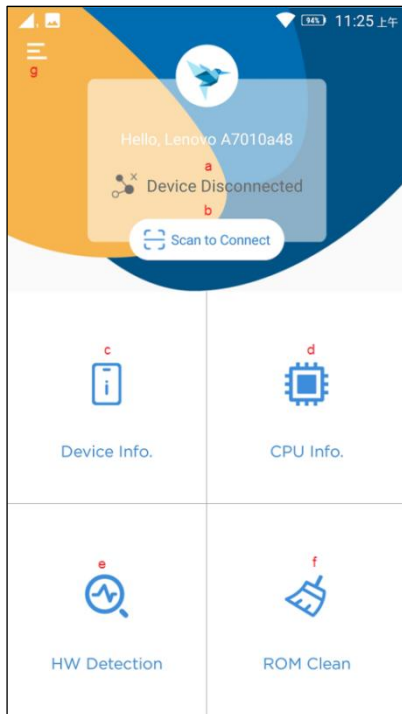 94% 11:25 上午
g
Hello, Lenovo A7010a48
a
Device Disconnected
b
Scan to Connect
c
d
Device Info.
CPU Info.
e
f
HW Detection
ROM Clean